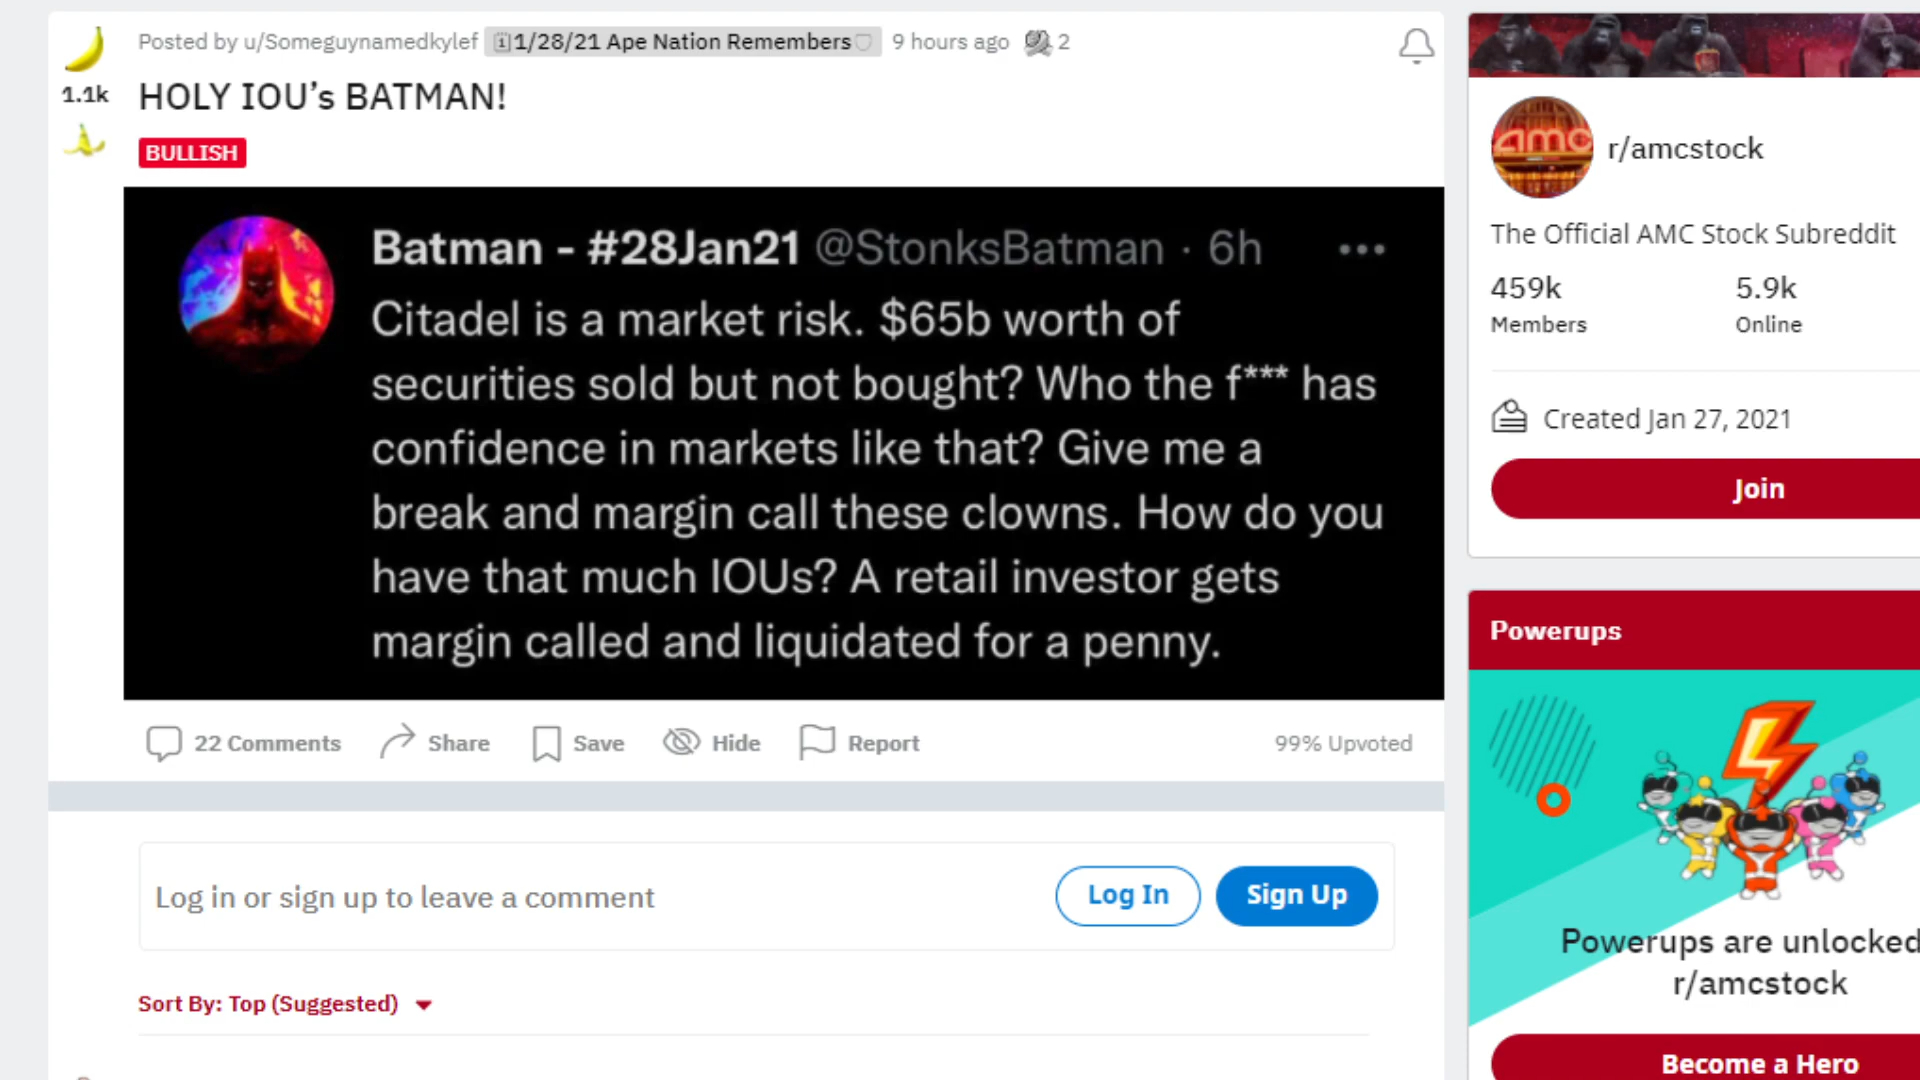 Posted by u/Someguynamedkylef 1/28/21 Ape Nation Remembers 9 hours ago 2
1.1k
HOLY IOU’s BATMAN!
BULLISH
Batman - #28Jan21 @StonksBatman · 6h
Citadel is a market risk. $65b worth of
securities sold but not bought? Who the f*** has
confidence in markets like that? Give me a
break and margin call these clowns. How do you
have that much IOUs? A retail investor gets
margin called and liquidated for a penny.
22 Comments Share Save Hide Report 99% Upvoted
Log in or sign up to leave a comment Log In Sign Up
Sort By: Top (Suggested)
amc
r/amcstock
The Official AMC Stock Subreddit
459k 5.9k
Members Online
Created Jan 27, 2021
Join
Powerups
Powerups are unlocked
r/amcstock
Become a Hero